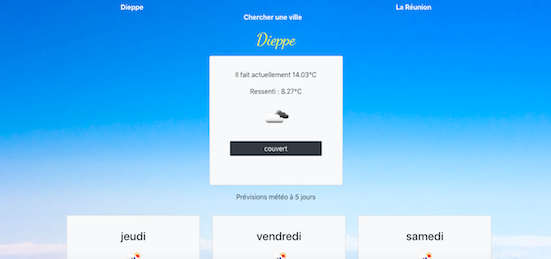 Dieppe
La Réunion
Chercher une ville
Dieppe
Il fait actuellement 14.03°C
Ressenti : 8.27°C
couvert
Prévisions météo à 5 jours
jeudi
vendredi
samedi